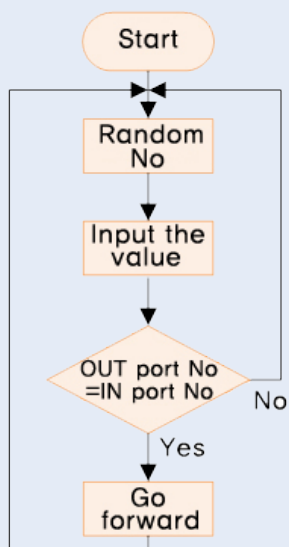 Start
Random
No
Input the
value
OUT port No
=IN port No
No
Yes
Go
forward